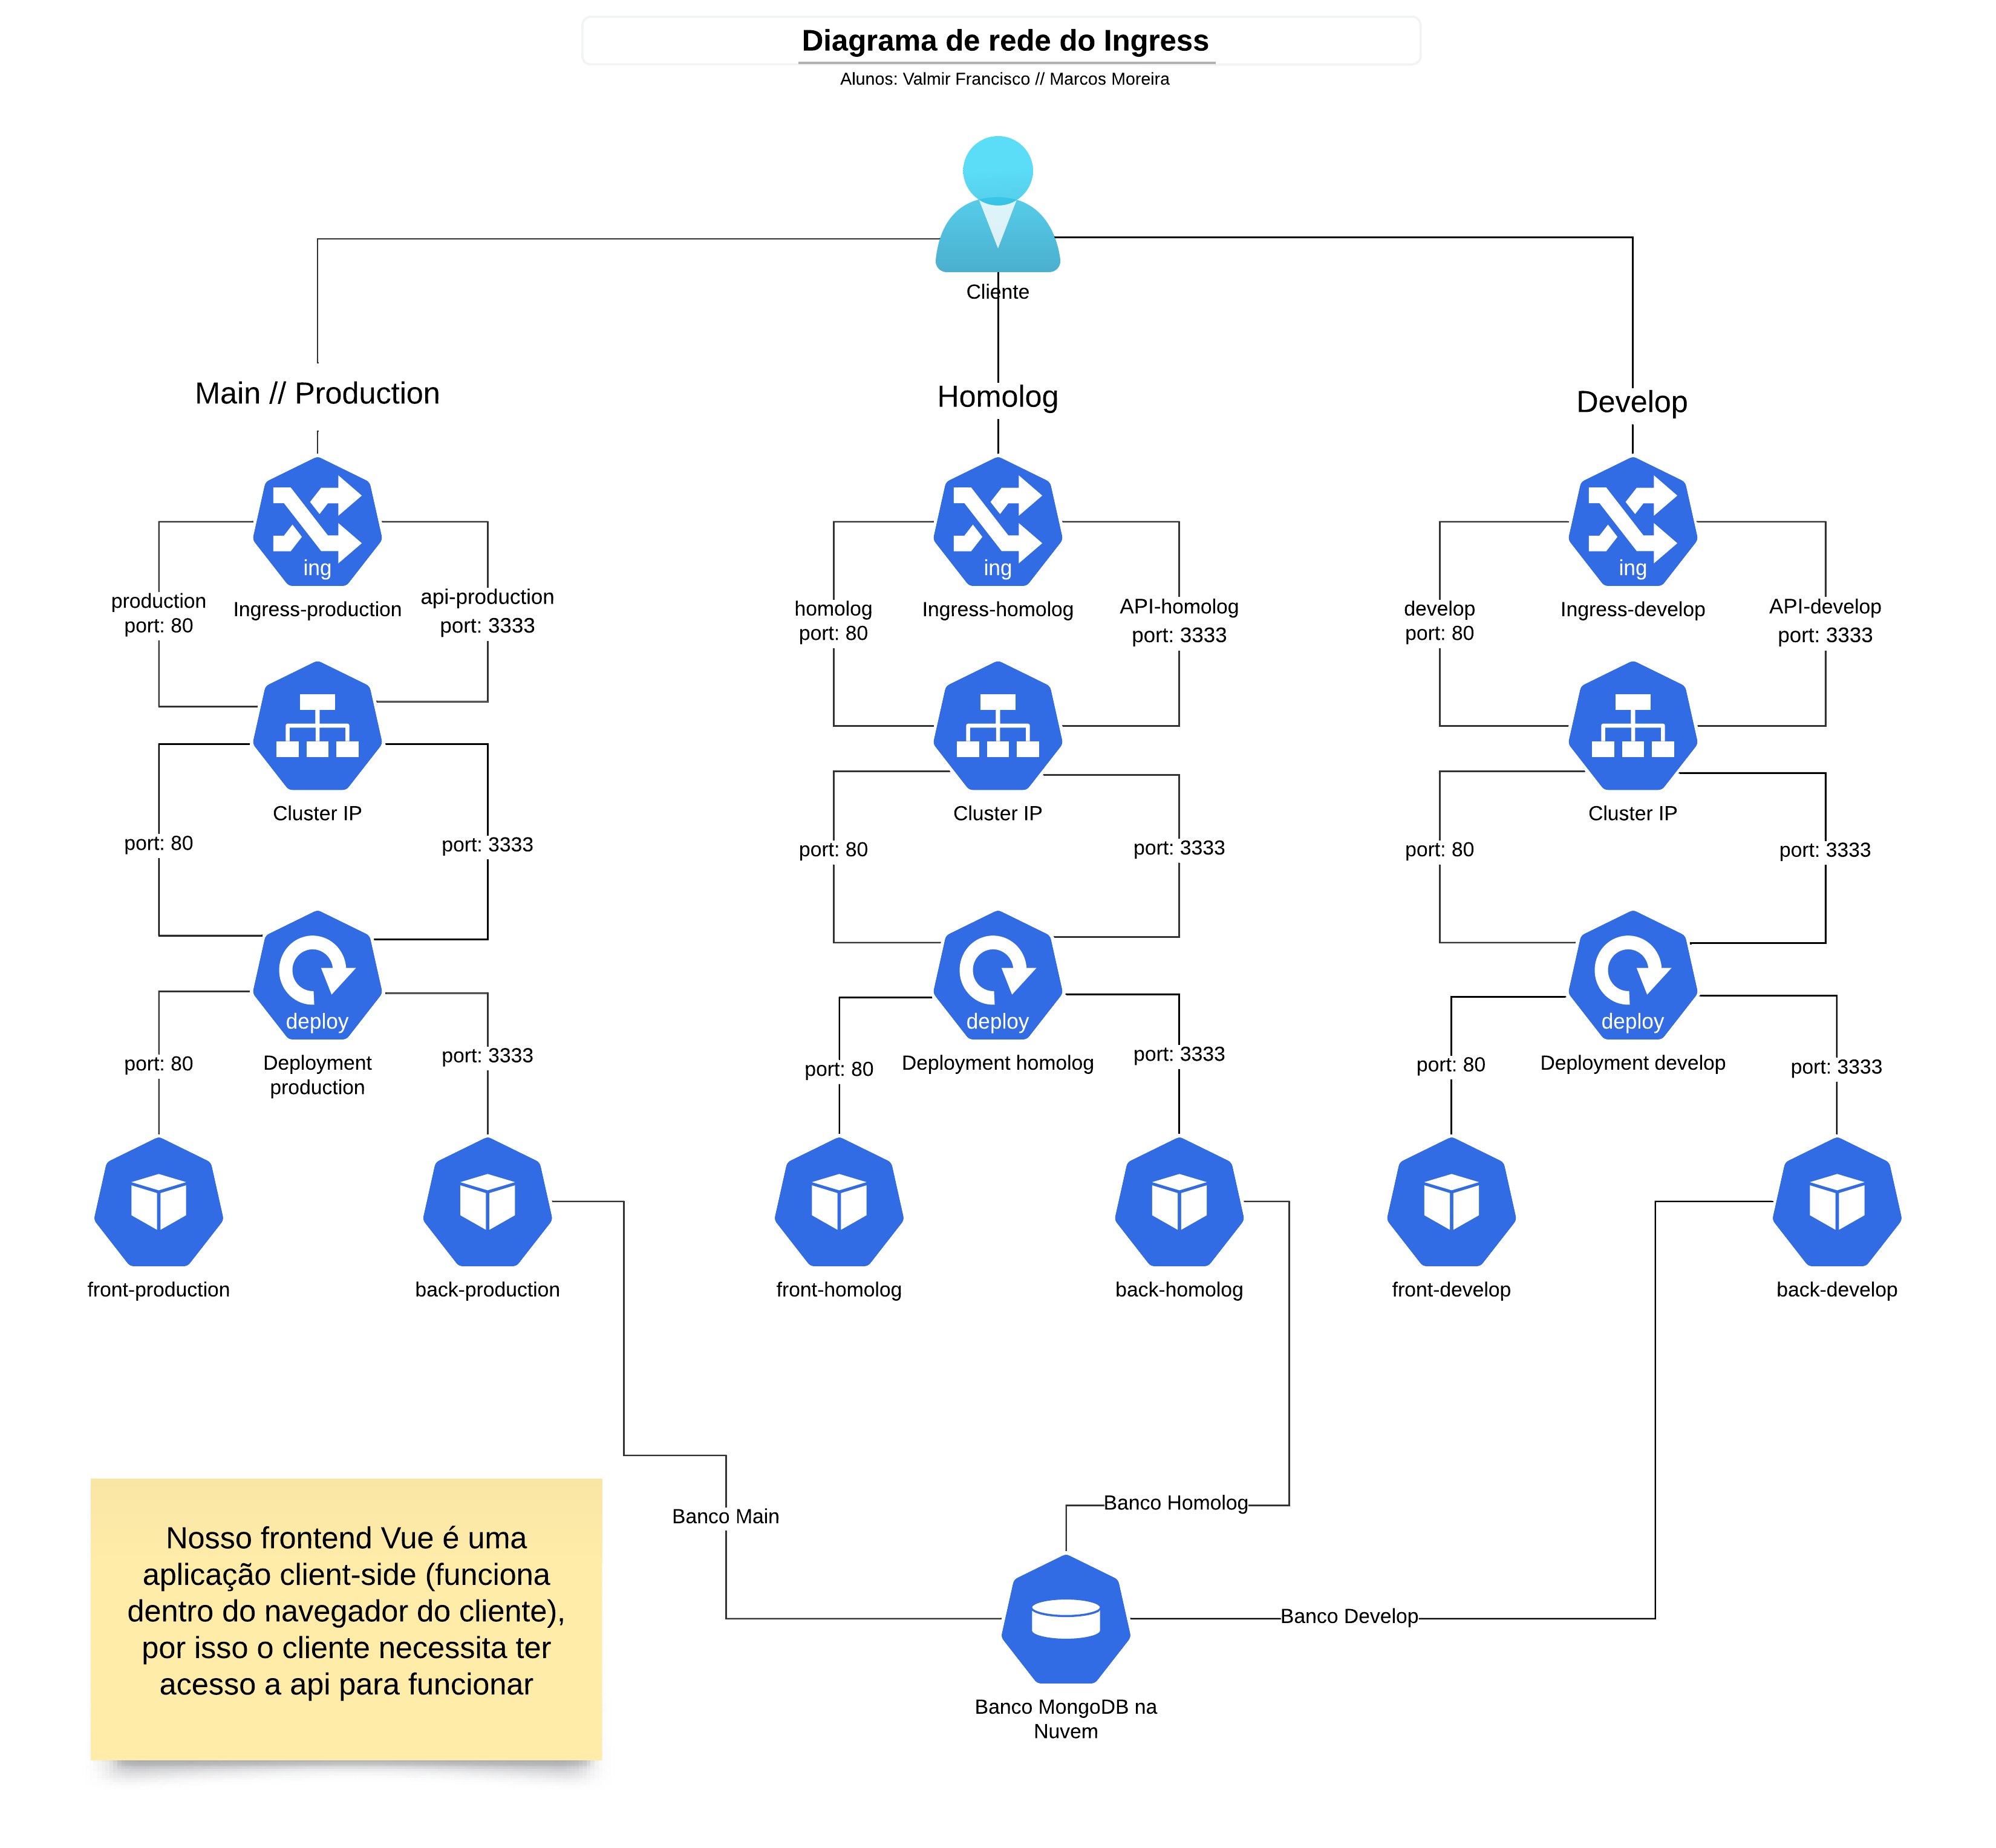 Diagrama de rede do Ingress
Alunos: Valmir Francisco // Marcos Moreira
Cliente
Main // Production
Homolog
Develop
ing
Ingress-production
production
port: 80
api-production
port: 3333
ing
Ingress-homolog
homolog
port: 80
API-homolog
port: 3333
ing
Ingress-develop
develop
port: 80
API-develop
port: 3333
Cluster IP
Cluster IP
Cluster IP
port: 80
port: 3333
port: 80
port: 3333
port: 80
port: 3333
deploy
Deployment
production
deploy
Deployment homolog
deploy
Deployment develop
port: 80
port: 3333
port: 80
port: 3333
port: 80
port: 3333
front-production
back-production
front-homolog
back-homolog
front-develop
back-develop
Banco Main
Banco Homolog
Banco Develop
Banco MongoDB na
Nuvem
Nosso frontend Vue é uma
aplicação client-side (funciona
dentro do navegador do cliente),
por isso o cliente necessita ter
acesso a api para funcionar